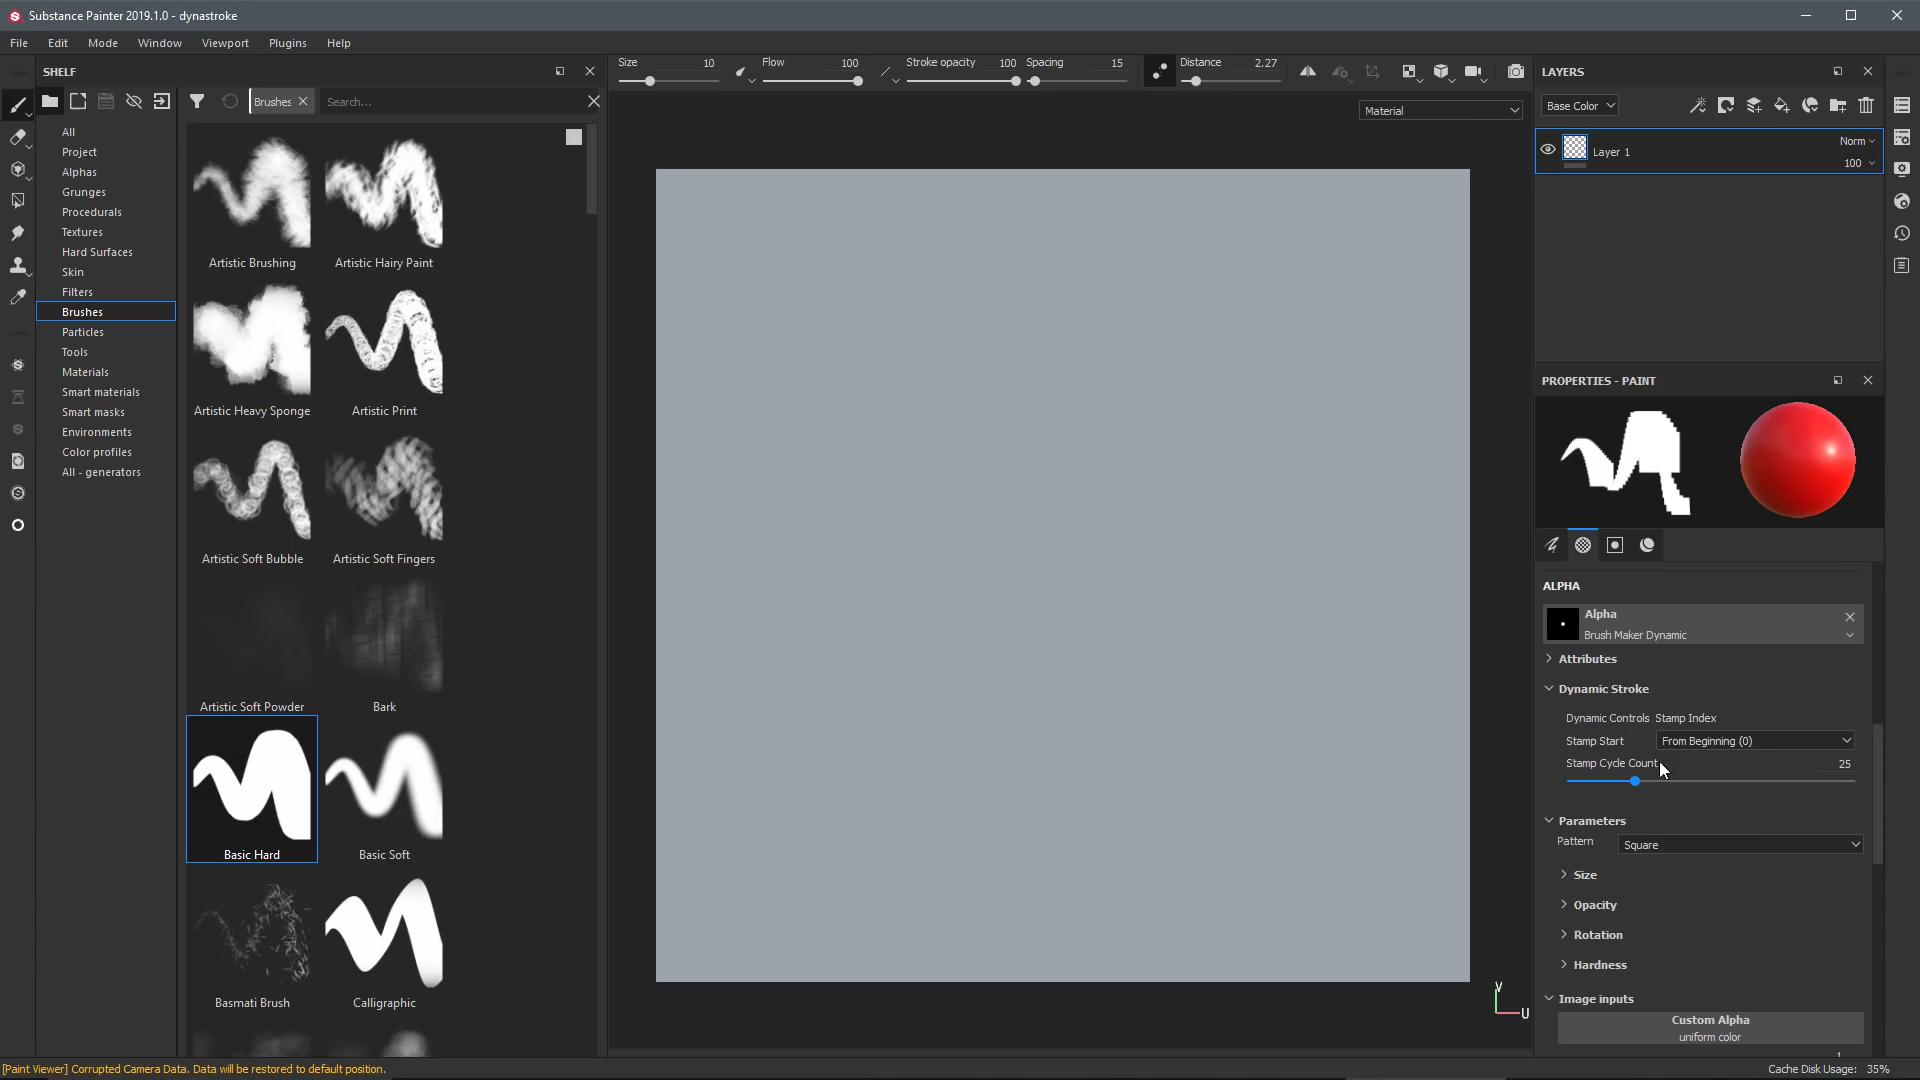 Substance Painter 2019.1.0 - dynastroke
File Edit Mode Window Viewport Plugins Help
SHELF
Brushes
Search...
All
Project
Alphas
Grunges
Procedurals
Textures
Hard Surfaces
Skin
Filters
Brushes
Particles
Tools
Materials
Smart materials
Smart masks
Environments
Color profiles
All - generators
Artistic Brushing
Artistic Hairy Paint
Artistic Heavy Sponge
Artistic Print
Artistic Soft Bubble
Artistic Soft Fingers
Artistic Soft Powder
Bark
Basic Hard
Basic Soft
Basmati Brush
Calligraphic
Size 10
Flow 100
Stroke opacity 100
Spacing 15
Distance 2.27
Material
V
U
LAYERS
Base Color
Layer 1
Norm
100
PROPERTIES - PAINT
ALPHA
Alpha
Brush Maker Dynamic
Attributes
Dynamic Stroke
Dynamic Controls Stamp Index
Stamp Start From Beginning (0)
Stamp Cycle Count 25
Parameters
Pattern Square
Size
Opacity
Rotation
Hardness
Image inputs
Custom Alpha
uniform color
[Paint Viewer] Corrupted Camera Data. Data will be restored to default position.
Cache Disk Usage: 35%